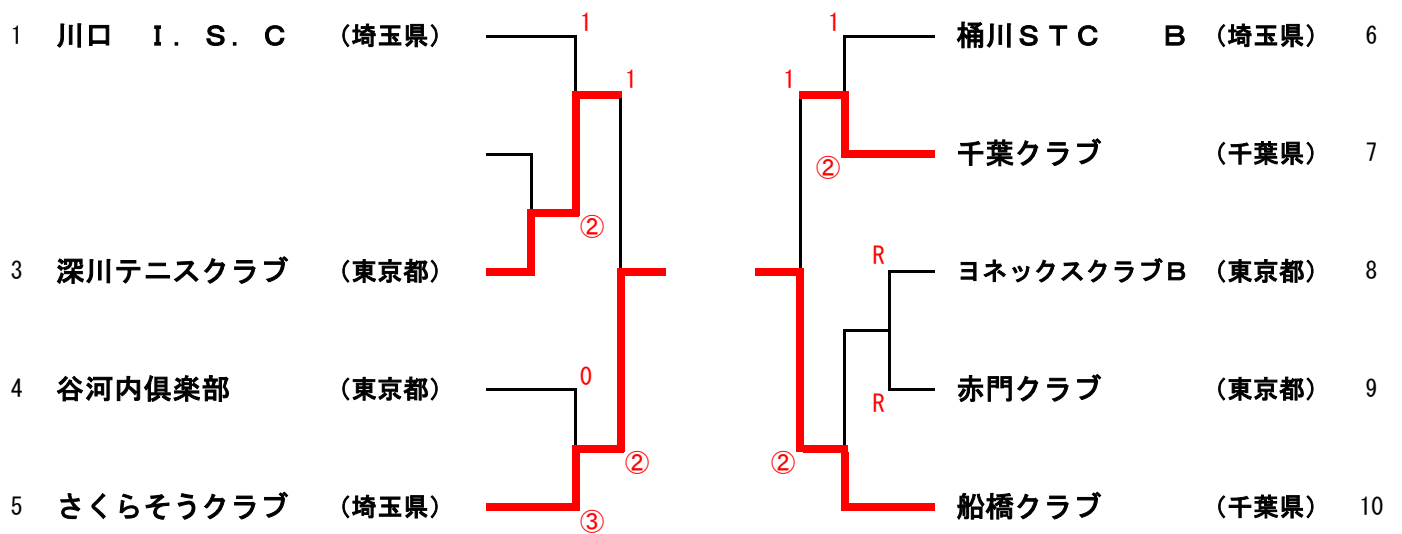 1 川口 Ｉ．Ｓ．Ｃ （埼玉県） 1 1 桶川ＳＴＣ Ｂ （埼玉県） 6
1 1
② 千葉クラブ （千葉県） 7
②
3 深川テニスクラブ （東京都） R ヨネックスクラブＢ （東京都） 8
4 谷河内倶楽部 （東京都） 0 R 赤門クラブ （東京都） 9
② ②
5 さくらそうクラブ （埼玉県） ③ 船橋クラブ （千葉県） 10